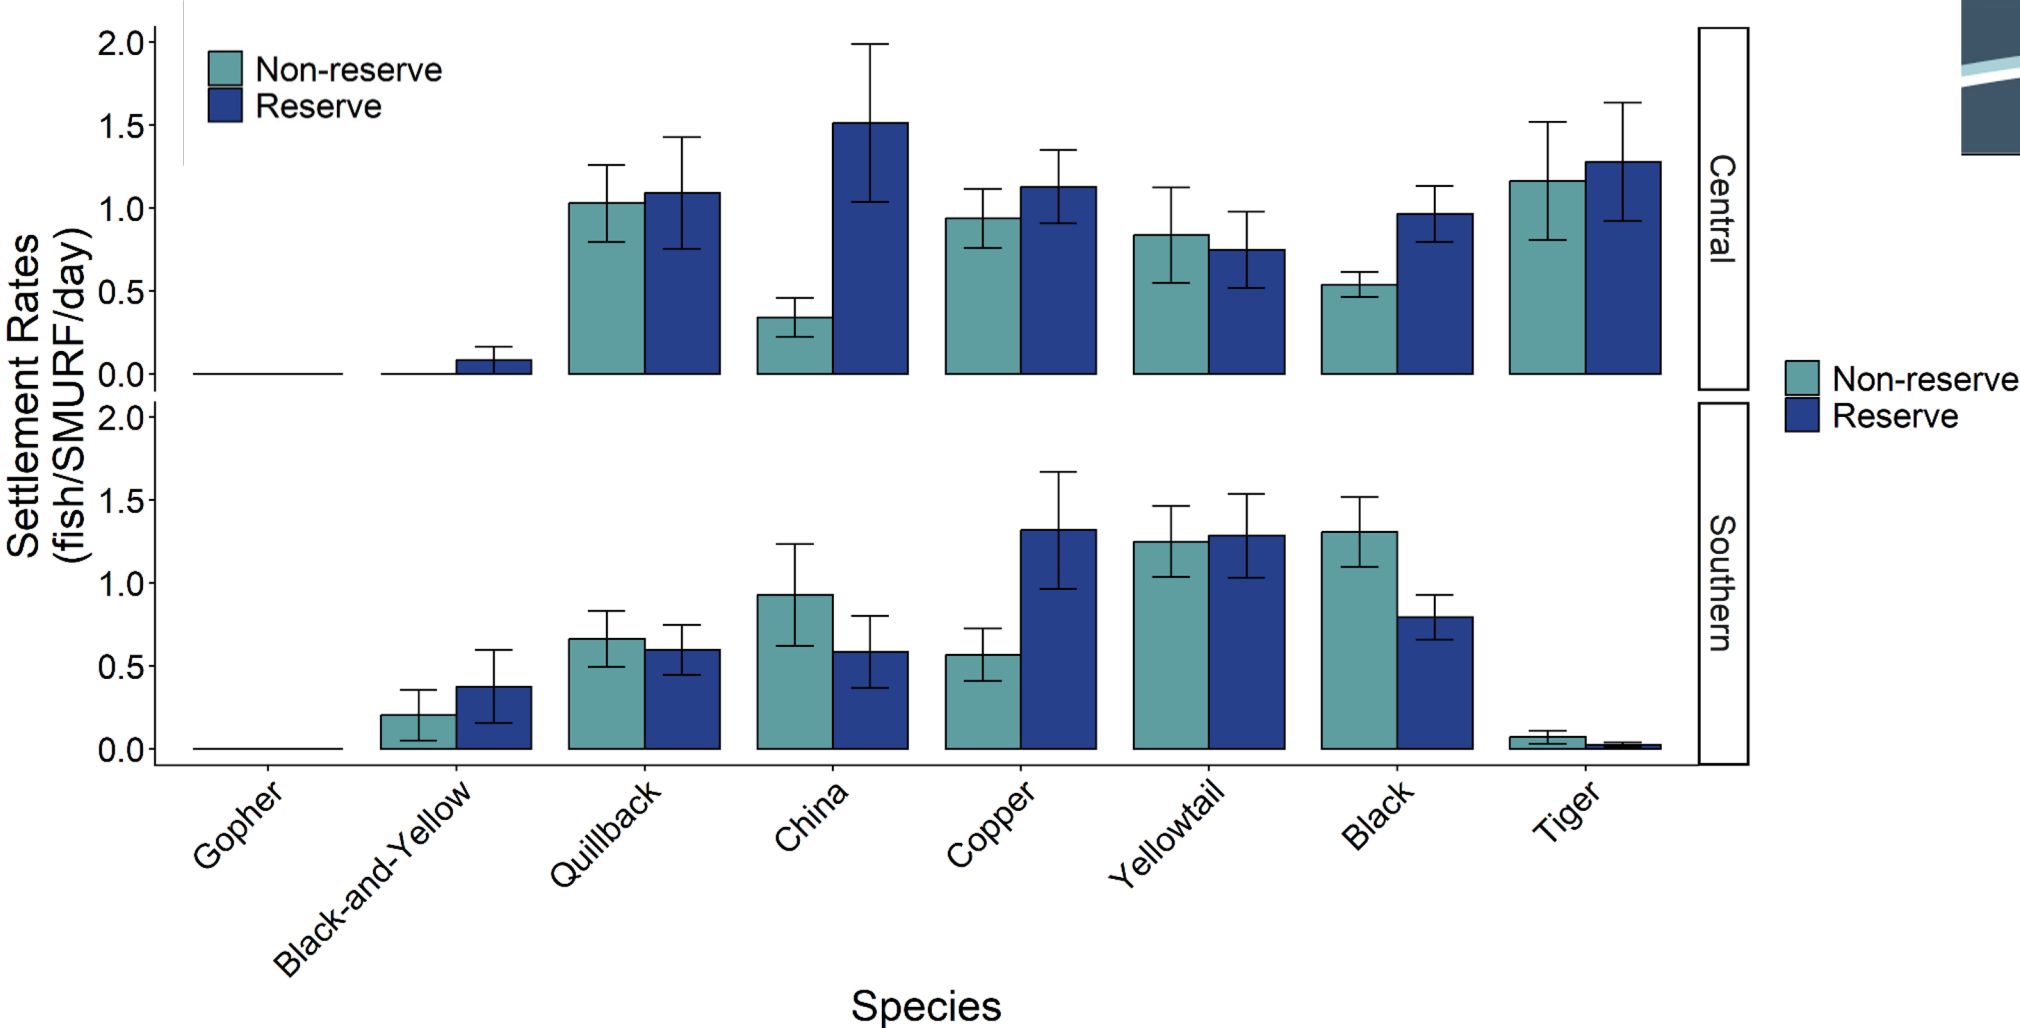 2.0
1.5
1.0
0.5
0.0
Non-reserve
Reserve
Central
Settlement Rates
(fish/SMURF/day)
2.0
1.5
1.0
0.5
0.0
Southern
Non-reserve
Reserve
Gopher
Black-and-Yellow
Quillback
China
Copper
Yellowtail
Black
Tiger
Species